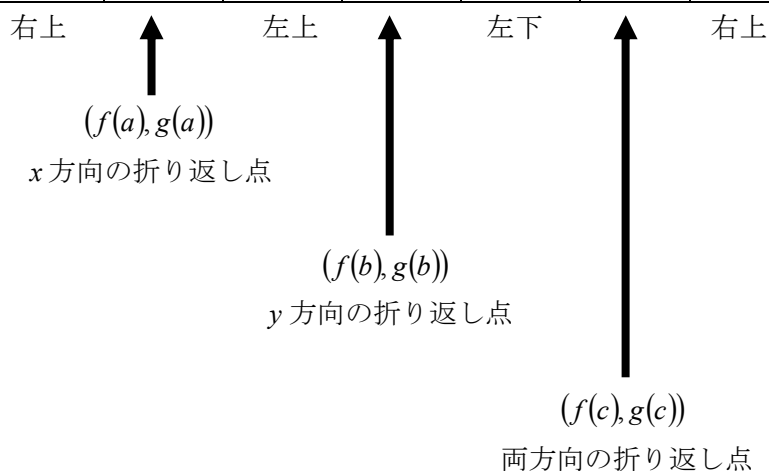 右上 左上 左下 右上
(f(a), g(a))
x 方向の折り返し点
(f(b), g(b))
y 方向の折り返し点
(f(c), g(c))
両方向の折り返し点